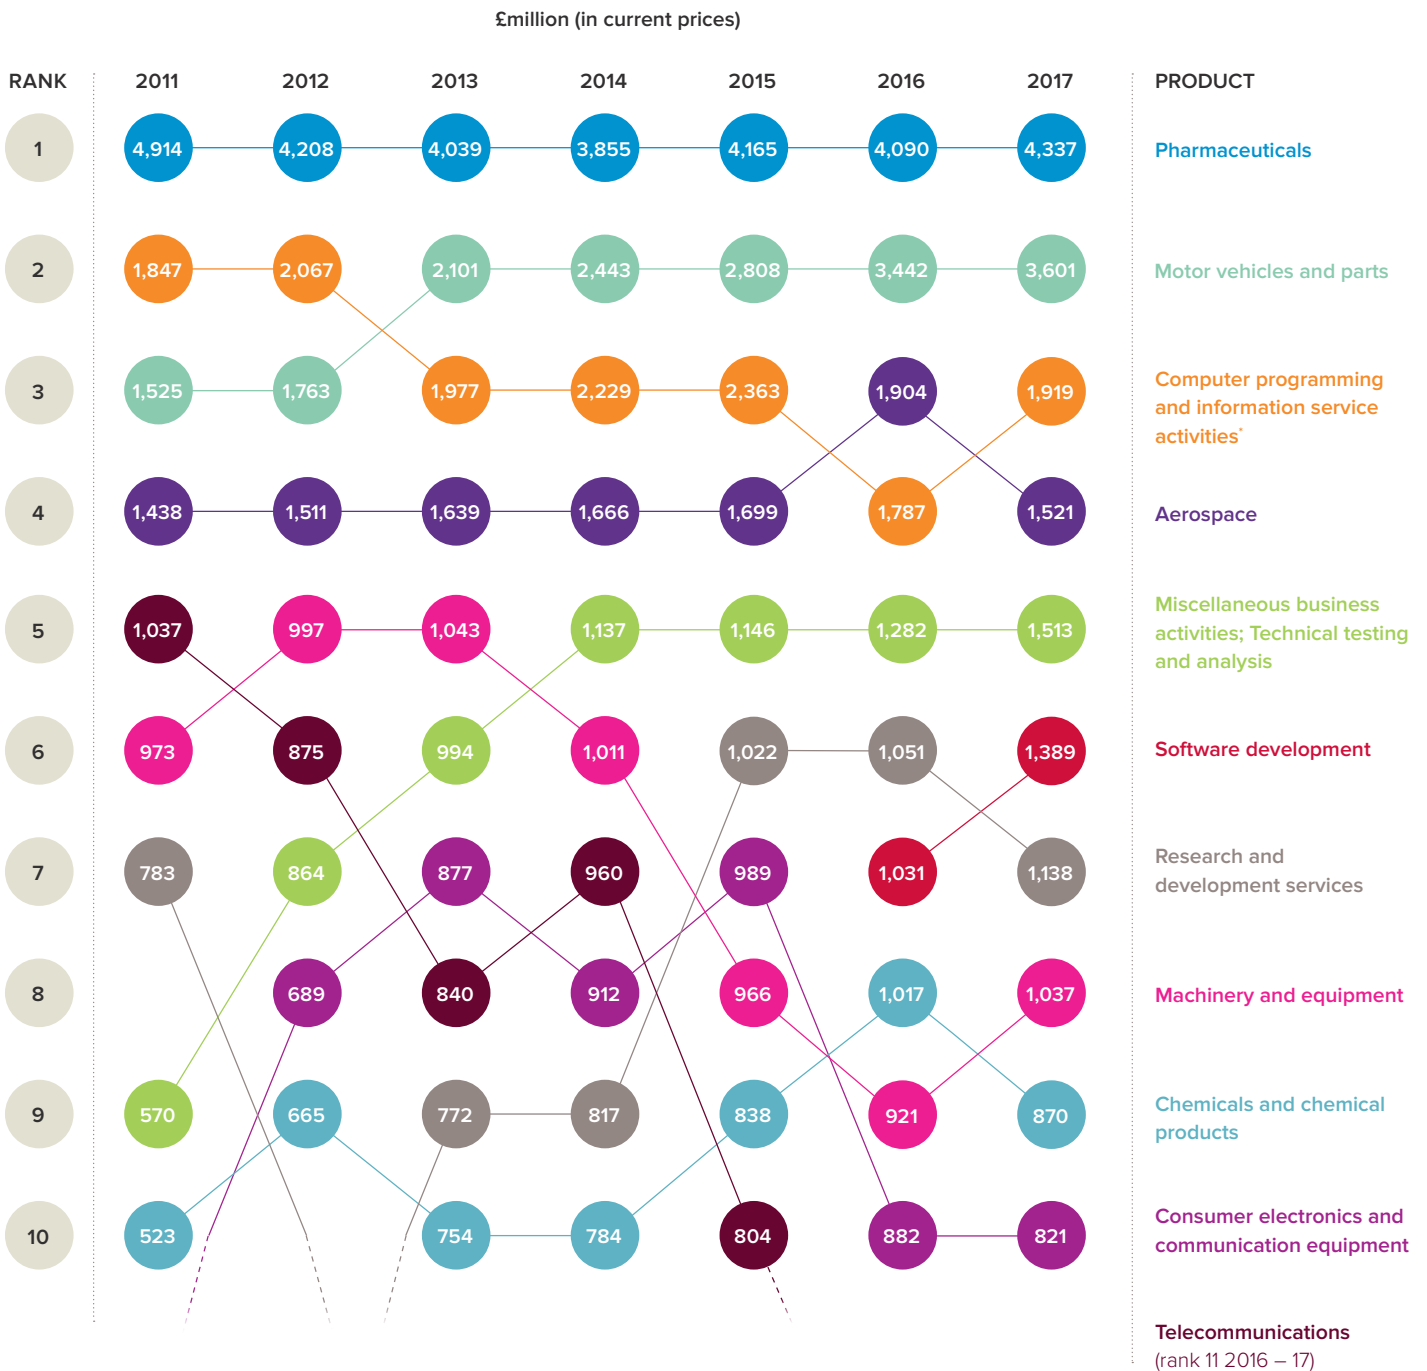 £million (in current prices)
RANK 2011 2012 2013 2014 2015 2016 2017 PRODUCT
1 4,914 4,208 4,039 3,855 4,165 4,090 4,337 Pharmaceuticals
2 1,847 2,067 2,101 2,443 2,808 3,442 3,601 Motor vehicles and parts
3 1,525 1,763 1,977 2,229 2,363 1,904 1,919 Computer programming
and information service
activities*
4 1,438 1,511 1,639 1,666 1,699 1,787 1,521 Aerospace
5 1,037 997 1,043 1,137 1,146 1,282 1,513 Miscellaneous business
activities; Technical testing
and analysis
6 973 875 994 1,011 1,022 1,051 1,389 Software development
7 783 864 877 960 989 1,031 1,138 Research and
development services
8 689 840 912 966 1,017 1,037 Machinery and equipment
9 570 665 772 817 838 921 870 Chemicals and chemical
products
10 523 754 784 804 882 821 Consumer electronics and
communication equipment
Telecommunications
(rank 11 2016 – 17)